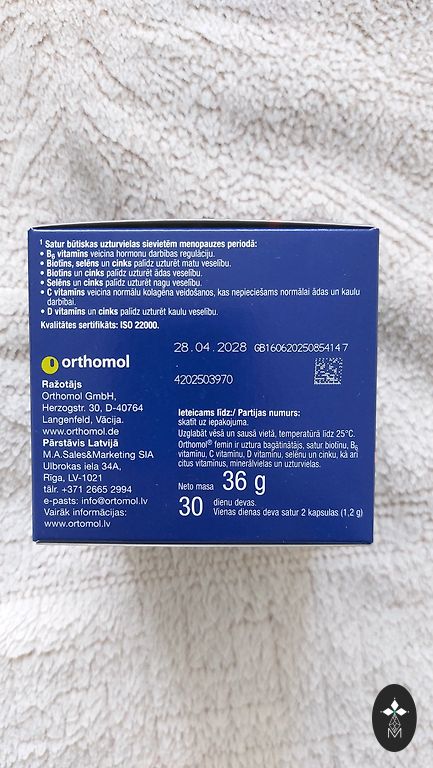 ¹ Satur būtiskas uzturvielas sievietēm menopauzes periodā:
• B₆ vitamīns veicina hormonu darbības regulāciju.
• Biotīns, selēns un cinks palīdz uzturēt matu veselību.
• Biotīns un cinks palīdz uzturēt ādas veselību.
• Selēns un cinks palīdz uzturēt nagu veselību.
• C vitamīns veicina normālu kolagēna veidošanos, kas nepieciešams normālai ādas un kaulu
darbībai.
• D vitamīns un cinks palīdz uzturēt kaulu veselību.
Kvalitātes sertifikāts: ISO 22000.
28.04.2028 GB160620250854147
4202503970
orthomol
Ražotājs
Orthomol GmbH,
Herzogstr. 30, D-40764
Langenfeld, Vācija.
www.orthomol.de
Pārstāvis Latvijā
M.A.Sales&Marketing SIA
Ulbrokas iela 34A,
Rīga, LV-1021
tālr. +371 2665 2994
e-pasts: info@ortomol.lv
Vairāk informācijas:
www.ortomol.lv
Ieteicams līdz:/ Partijas numurs:
skatīt uz iepakojuma.
Uzglabāt vēsā un sausā vietā, temperatūrā līdz 25°C.
Orthomol® femin ir uztura bagātinātājs, satur biotīnu, B₆
vitamīnu, C vitamīnu, D vitamīnu, selēnu un cinku, kā arī
citus vitamīnus, minerālvielas un uzturvielas.
Neto masa 36 g
30 dienu devas.
Vienas dienas deva satur 2 kapsulas (1,2 g)
M